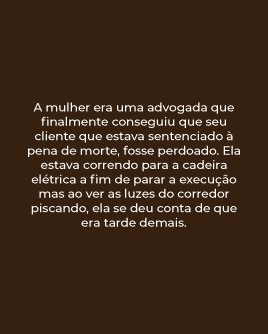 A mulher era uma advogada que
finalmente conseguiu que seu
cliente que estava sentenciado à
pena de morte, fosse perdoado. Ela
estava correndo para a cadeira
elétrica a fim de parar a execução
mas ao ver as luzes do corredor
piscando, ela se deu conta de que
era tarde demais.